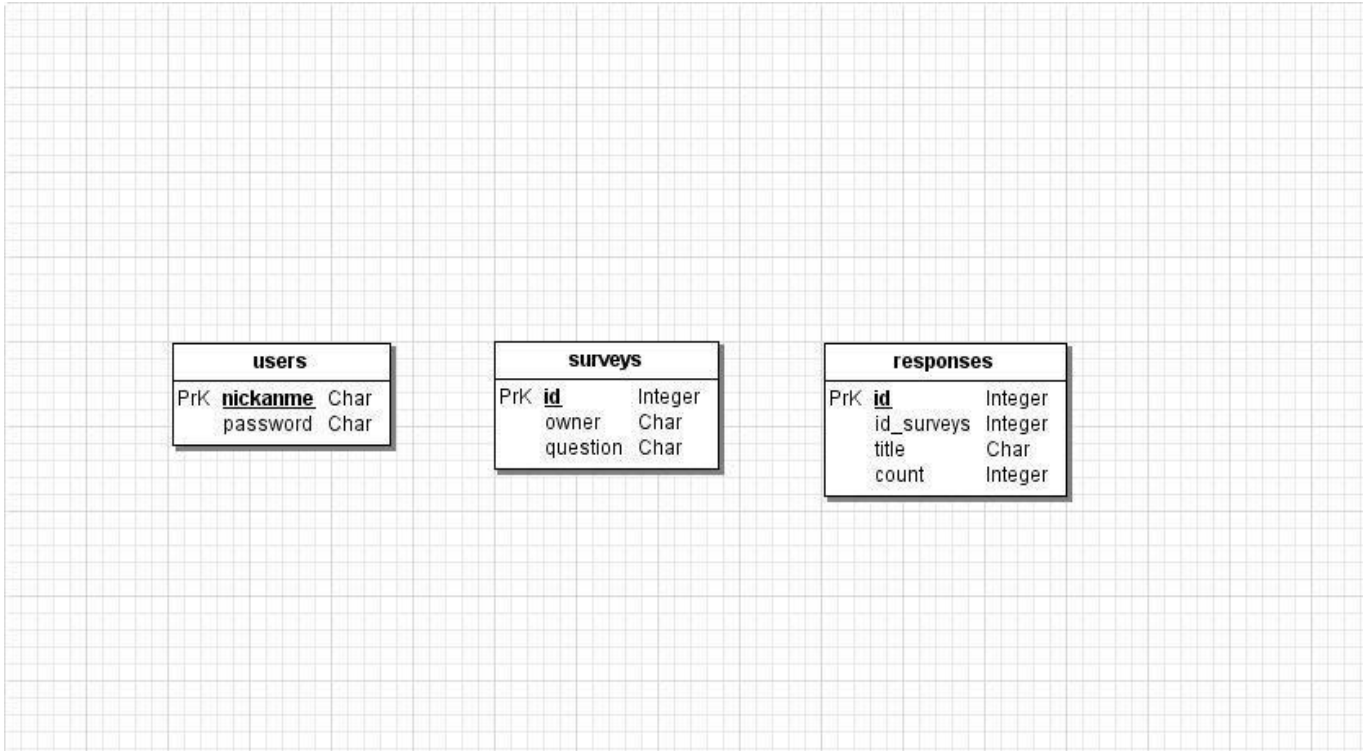 users
PrK nickanme Char
password Char
surveys
PrK id Integer
owner Char
question Char
responses
PrK id Integer
id_surveys Integer
title Char
count Integer